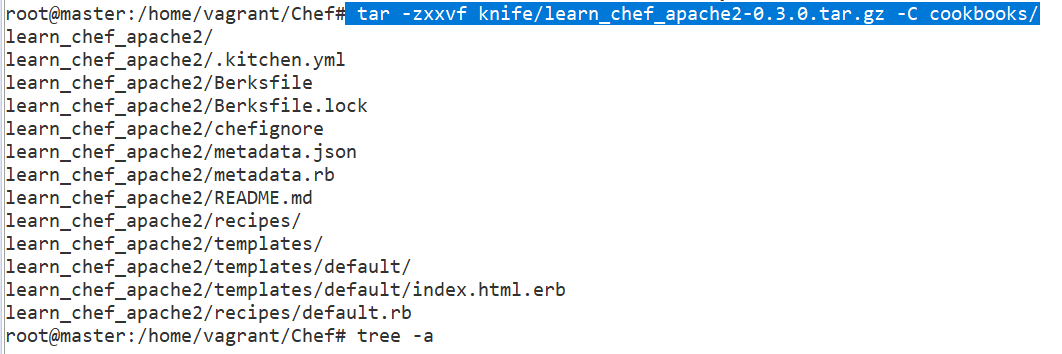 root@master:/home/vagrant/Chef# tar -zxxvf knife/learn_chef_apache2-0.3.0.tar.gz -C cookbooks/
learn_chef_apache2/
learn_chef_apache2/.kitchen.yml
learn_chef_apache2/Berksfile
learn_chef_apache2/Berksfile.lock
learn_chef_apache2/chefignore
learn_chef_apache2/metadata.json
learn_chef_apache2/metadata.rb
learn_chef_apache2/README.md
learn_chef_apache2/recipes/
learn_chef_apache2/templates/
learn_chef_apache2/templates/default/
learn_chef_apache2/templates/default/index.html.erb
learn_chef_apache2/recipes/default.rb
root@master:/home/vagrant/Chef# tree -a